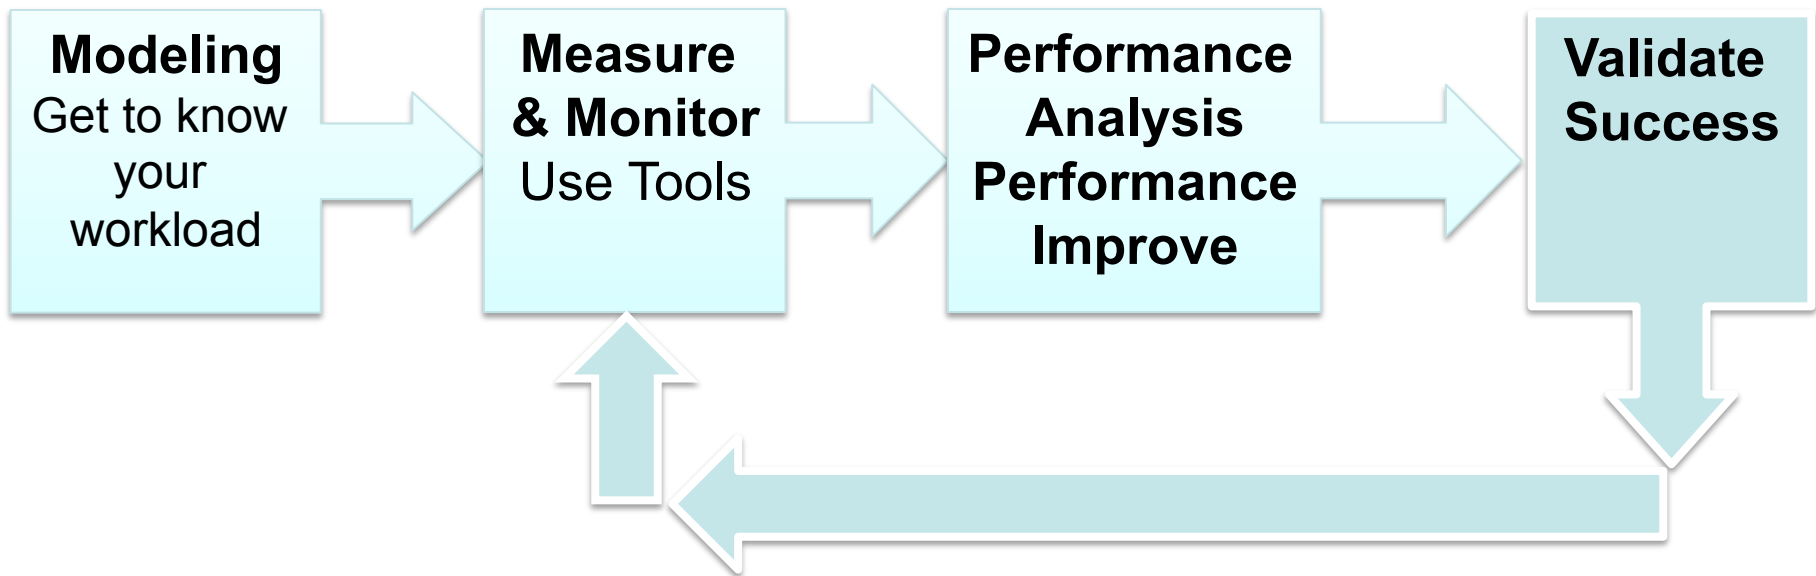 Modeling
Get to know
your
workload
Measure
& Monitor
Use Tools
Performance
Analysis
Performance
Improve
Validate
Success